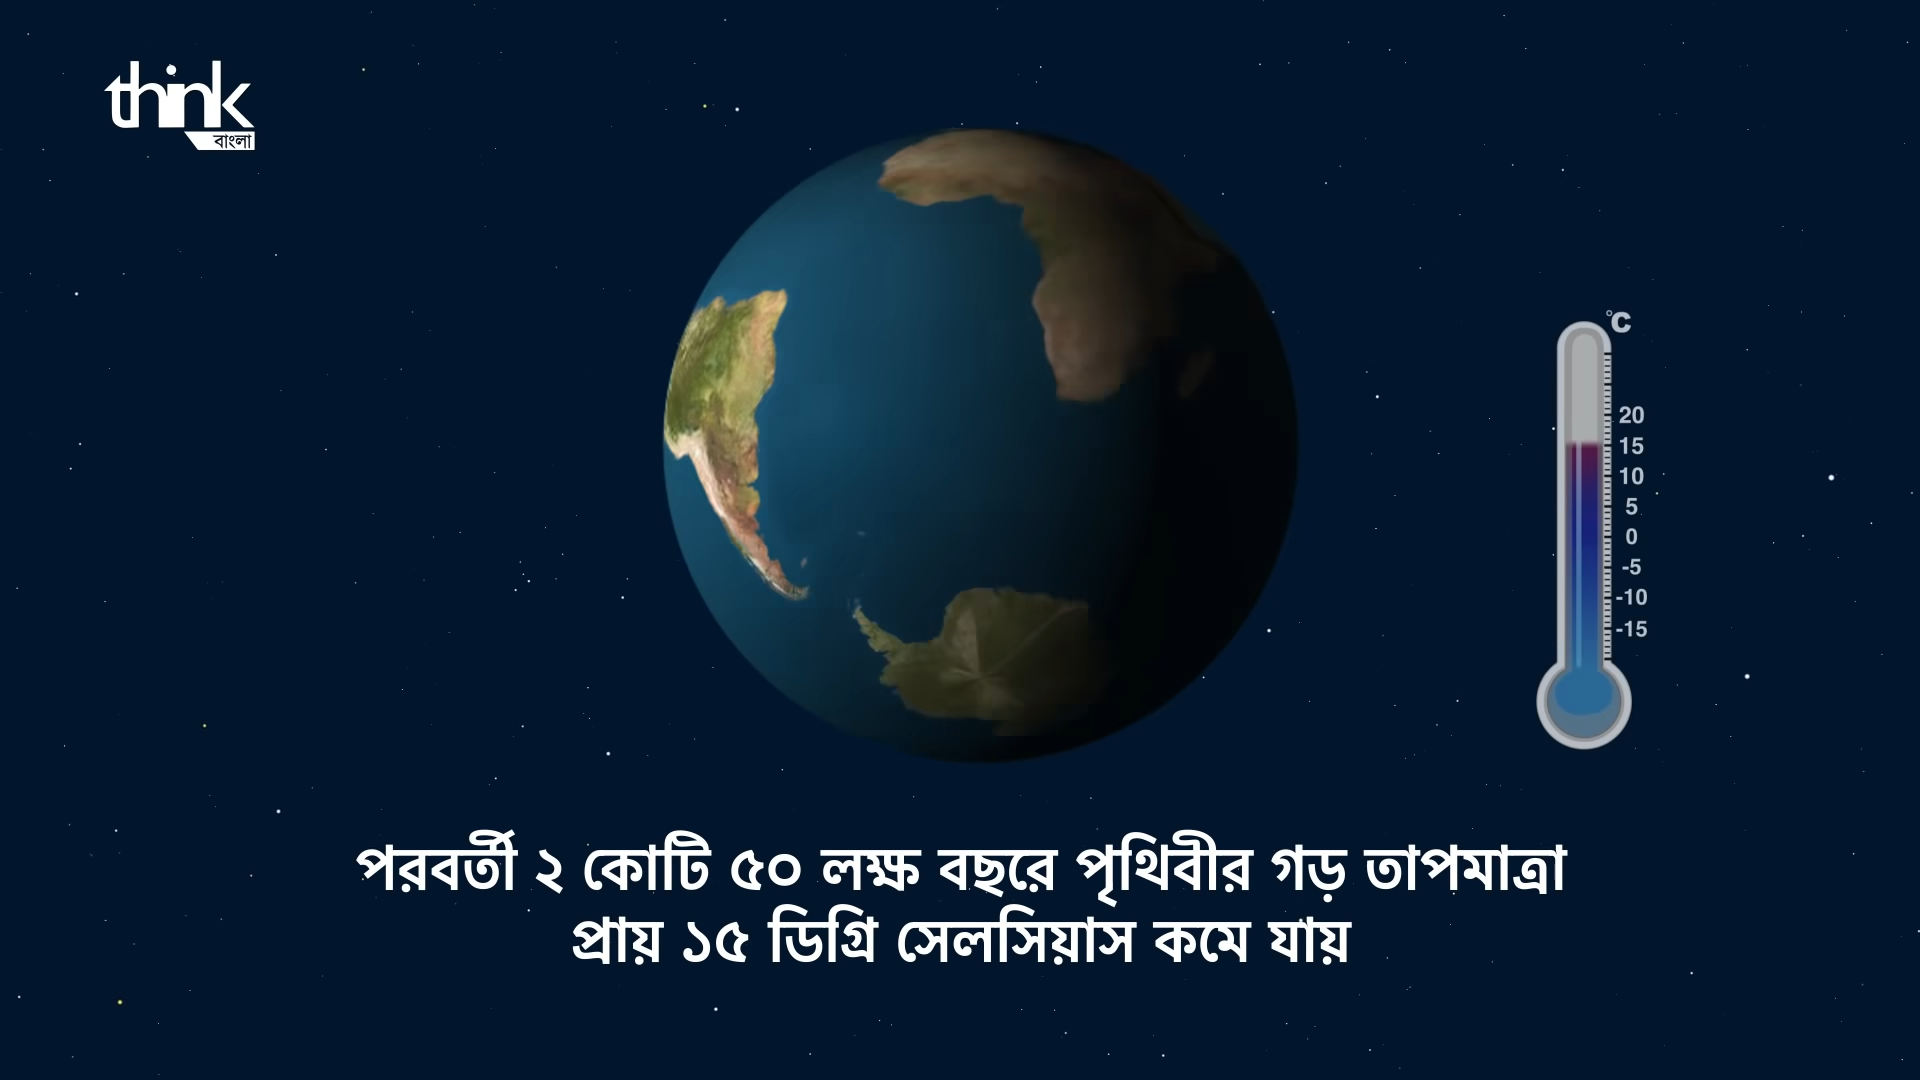 think
বাংলা
°C
20
15
10
5
0
-5
-10
-15
পরবর্তী ২ কোটি ৫০ লক্ষ বছরে পৃথিবীর গড় তাপমাত্রা
প্রায় ১৫ ডিগ্রি সেলসিয়াস কমে যায়